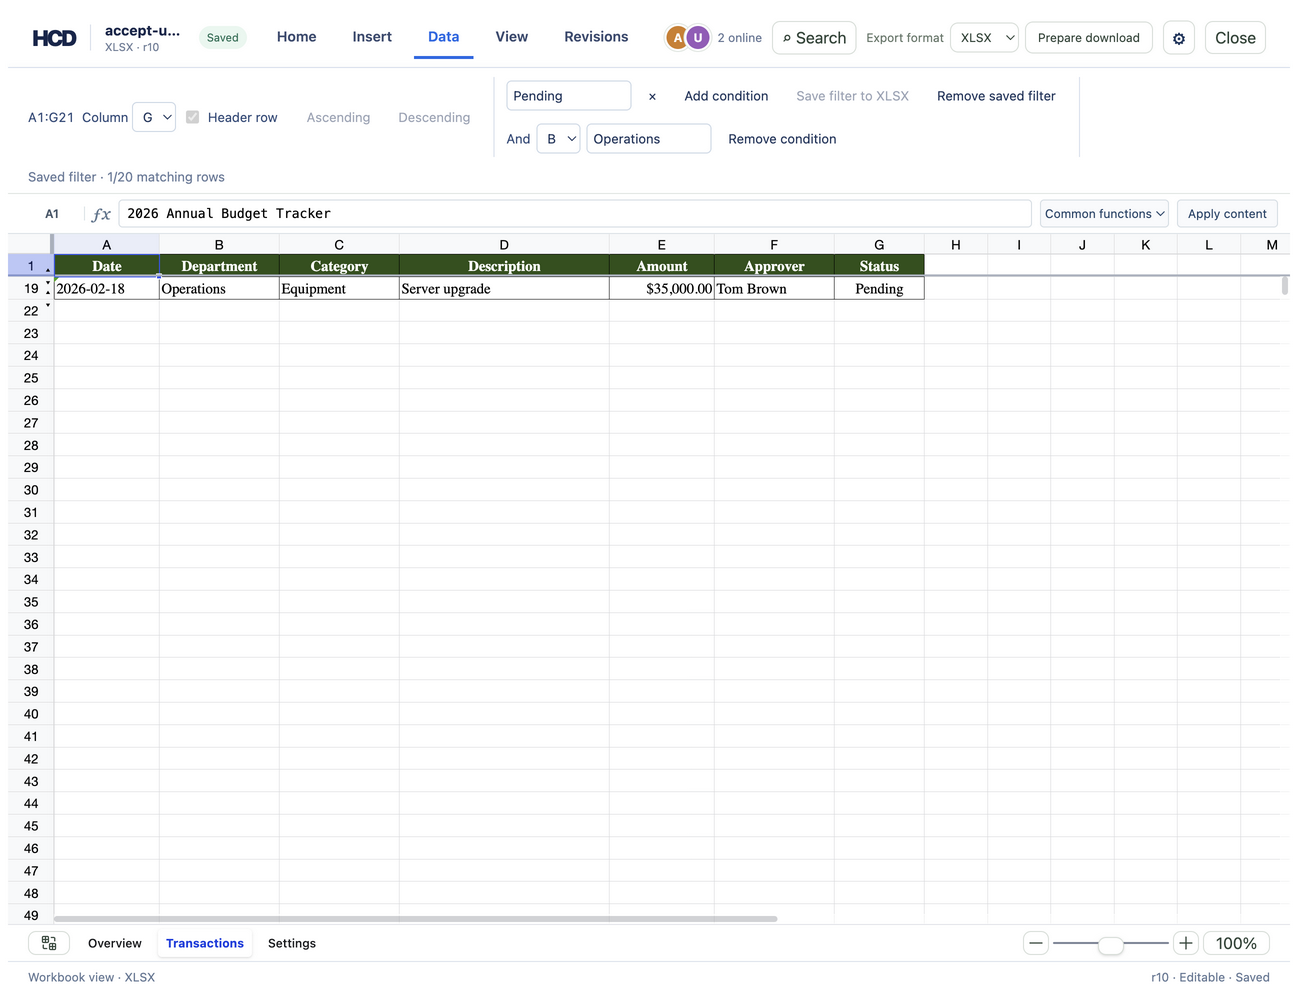 HCD
accept-u...
XLSX · r10
Saved
Home
Insert
Data
View
Revisions
A
U
2 online
Search
Export format
XLSX
Prepare download
Close
A1:G21
Column
G
Header row
Ascending
Descending
Pending
×
Add condition
Save filter to XLSX
Remove saved filter
And
B
Operations
Remove condition
Saved filter · 1/20 matching rows
A1
fx
2026 Annual Budget Tracker
Common functions
Apply content
A B C D E F G H I J K L M
1 Date Department Category Description Amount Approver Status
19 2026-02-18 Operations Equipment Server upgrade $35,000.00 Tom Brown Pending
22
23
24
25
26
27
28
29
30
31
32
33
34
35
36
37
38
39
40
41
42
43
44
45
46
47
48
49
Overview
Transactions
Settings
100%
Workbook view · XLSX
r10 · Editable · Saved